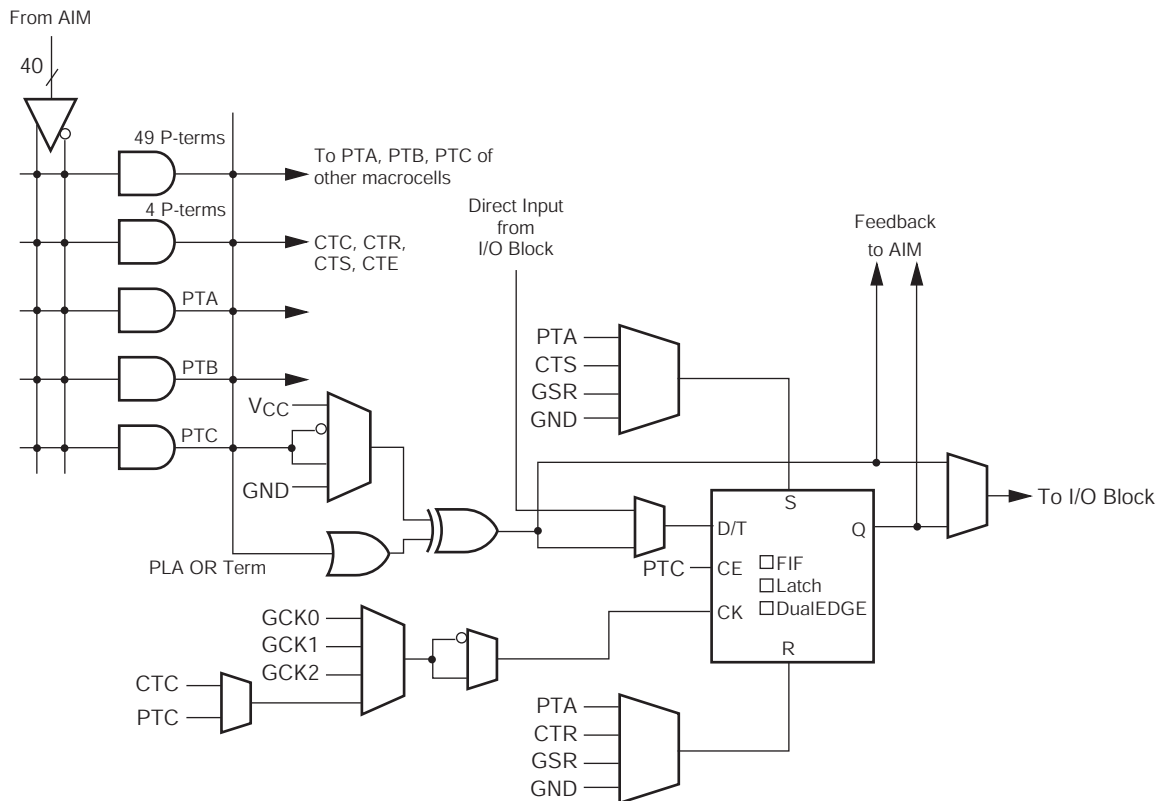 From AIM
40
49 P-terms
To PTA, PTB, PTC of
other macrocells
4 P-terms
CTC, CTR,
CTS, CTE
PTA
PTB
PTC
VCC
GND
PLA OR Term
Direct Input
from
I/O Block
Feedback
to AIM
PTA
CTS
GSR
GND
S
D/T
Q
PTC
CE
FIF
Latch
DualEDGE
CK
R
To I/O Block
GCK0
GCK1
GCK2
CTC
PTC
PTA
CTR
GSR
GND